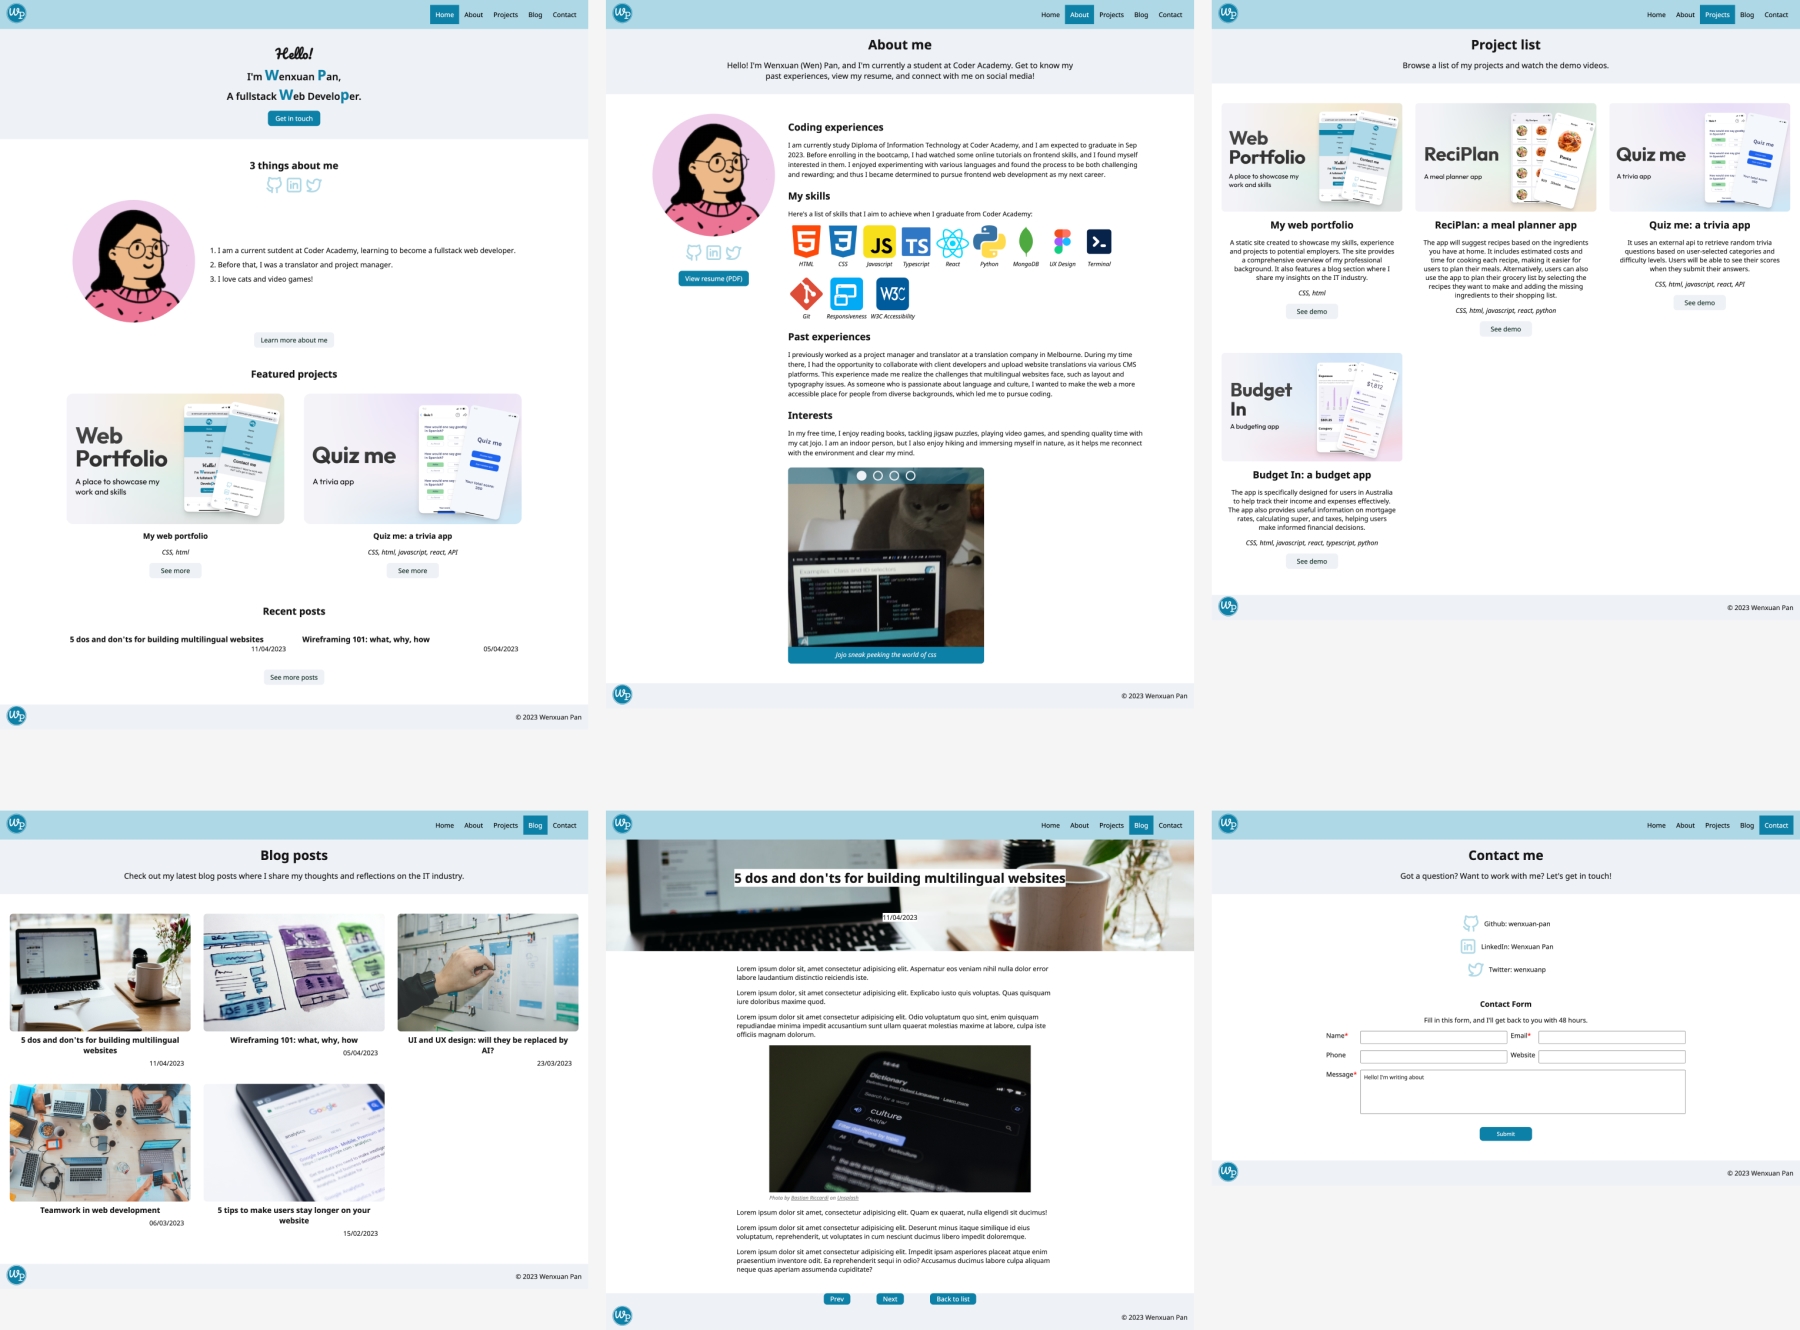 Wp
Home About Projects Blog Contact
Hello!
I'm Wenxuan Pan,
A fullstack Web Developer.
Get in touch
3 things about me
1. I am a current sutdent at Coder Academy, learning to become a fullstack web developer.
2. Before that, I was a translator and project manager.
3. I love cats and video games!
Learn more about me
Featured projects
Web
Portfolio
A place to showcase my
work and skills
Quiz me
A trivia app
My web portfolio
CSS, html
See more
Quiz me: a trivia app
CSS, html, javascript, react, API
See more
Recent posts
5 dos and don'ts for building multilingual websites
11/04/2023
Wireframing 101: what, why, how
05/04/2023
See more posts
Wp
© 2023 Wenxuan Pan
Wp
Home About Projects Blog Contact
About me
Hello! I'm Wenxuan (Wen) Pan, and I'm currently a student at Coder Academy. Get to know my
past experiences, view my resume, and connect with me on social media!
View resume (PDF)
Coding experiences
I am currently study Diploma of Information Technology at Coder Academy, and I am expected to graduate in Sep
2023. Before enrolling in the bootcamp, I had watched some online tutorials on frontend skills, and I found myself
interested in them. I enjoyed experimenting with various languages and found the process to be both challenging
and rewarding; and thus I became determined to pursue frontend web development as my next career.
My skills
Here's a list of skills that I aim to achieve when I graduate from Coder Academy:
HTML CSS Javascript Typescript React Python MongoDB UX Design Terminal
Git Responsiveness W3C Accessibility
Past experiences
I previously worked as a project manager and translator at a translation company in Melbourne. During my time
there, I had the opportunity to collaborate with client developers and upload website translations via various CMS
platforms. This experience made me realize the challenges that multilingual websites face, such as layout and
typography issues. As someone who is passionate about language and culture, I wanted to make the web a more
accessible place for people from diverse backgrounds, which led me to pursue coding.
Interests
In my free time, I enjoy reading books, tackling jigsaw puzzles, playing video games, and spending quality time with
my cat Jojo. I am an indoor person, but I also enjoy hiking and immersing myself in nature, as it helps me reconnect
with the environment and clear my mind.
Jojo sneak peeking the world of css
Wp
© 2023 Wenxuan Pan
Wp
Home About Projects Blog Contact
Project list
Browse a list of my projects and watch the demo videos.
Web
Portfolio
A place to showcase my
work and skills
My web portfolio
A static site created to showcase my skills, experience
and projects to potential employers. The site provides
a comprehensive overview of my professional
background. It also features a blog section where I
share my insights on the IT industry.
CSS, html
See demo
ReciPlan
A meal planner app
ReciPlan: a meal planner app
The app will suggest recipes based on the ingredients
you have at home. It includes estimated costs and
time for cooking each recipe, making it easier for
users to plan their meals. Alternatively, users can also
use the app to plan their grocery list by selecting the
recipes they want to make and adding the missing
ingredients to their shopping list.
CSS, html, javascript, react, python
See demo
Quiz me
A trivia app
Quiz me: a trivia app
It uses an external api to retrieve random trivia
questions based on user-selected categories and
difficulty levels. Users will be able to see their scores
when they submit their answers.
CSS, html, javascript, react, API
See demo
Budget
In
A budgeting app
Budget In: a budget app
The app is specifically designed for users in Australia
to help track their income and expenses effectively.
The app also provides useful information on mortgage
rates, calculating super, and taxes, helping users
make informed financial decisions.
CSS, html, javascript, react, typescript, python
See demo
Wp
© 2023 Wenxuan Pan
Wp
Home About Projects Blog Contact
Blog posts
Check out my latest blog posts where I share my thoughts and reflections on the IT industry.
5 dos and don'ts for building multilingual
websites
11/04/2023
Wireframing 101: what, why, how
05/04/2023
UI and UX design: will they be replaced by
AI?
23/03/2023
Teamwork in web development
06/03/2023
Google
5 tips to make users stay longer on your
website
15/02/2023
Wp
© 2023 Wenxuan Pan
Wp
Home About Projects Blog Contact
5 dos and don'ts for building multilingual websites
11/04/2023
Lorem ipsum dolor sit, amet consectetur adipisicing elit. Aspernatur eos veniam nihil nulla dolor error
labore laudantium distinctio reiciendis iste.
Lorem ipsum dolor, sit amet consectetur adipisicing elit. Explicabo iusto quis voluptas. Quas quisquam
iure doloribus maxime quod.
Lorem ipsum dolor sit amet consectetur adipisicing elit. Odio voluptatum quo sint, enim quisquam
repudiandae minima impedit accusantium sunt ullam quaerat molestias maxime at labore, culpa iste
officiis magnam dolorum.
Dictionary
Search for a word
culture
Photo by Bastian Riccardi on Unsplash
Lorem ipsum dolor sit amet, consectetur adipisicing elit. Quam ex quaerat, nulla eligendi sit ducimus!
Lorem ipsum dolor sit amet consectetur adipisicing elit. Deserunt minus itaque similique id eius
voluptatum, reprehenderit, ut voluptates in cum nesciunt ducimus libero impedit doloremque.
Lorem ipsum dolor sit amet consectetur adipisicing elit. Impedit ipsam asperiores placeat atque enim
praesentium inventore odit. Ea reprehenderit sequi in odio? Accusamus ducimus labore culpa aliquam
neque quas aperiam assumenda cupiditate?
Prev Next Back to list
Wp
© 2023 Wenxuan Pan
Wp
Home About Projects Blog Contact
Contact me
Got a question? Want to work with me? Let's get in touch!
Github: wenxuan-pan
LinkedIn: Wenxuan Pan
Twitter: wenxuanp
Contact Form
Fill in this form, and I'll get back to you with 48 hours.
Name* Email*
Phone Website
Message* Hello! I'm writing about
Submit
Wp
© 2023 Wenxuan Pan